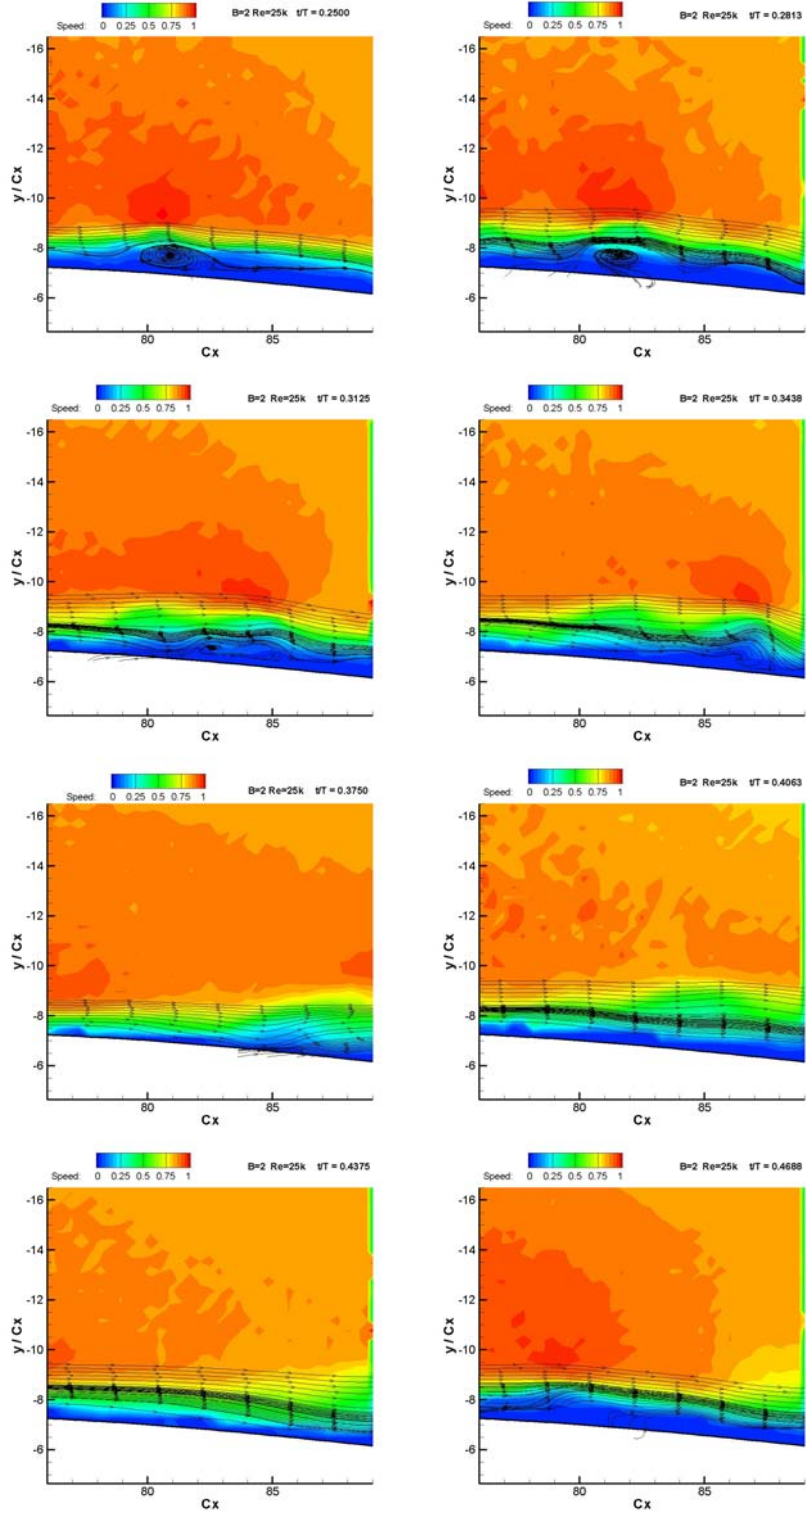 Speed: 0 0.25 0.5 0.75 1 B=2 Re=25k t/T = 0.2500
-16
-14
-12
-10
-8
-6
y / Cx
80 85
Cx
Speed: 0 0.25 0.5 0.75 1 B=2 Re=25k t/T = 0.2813
-16
-14
-12
-10
-8
-6
y / Cx
80 85
Cx
Speed: 0 0.25 0.5 0.75 1 B=2 Re=25k t/T = 0.3125
-16
-14
-12
-10
-8
-6
y / Cx
80 85
Cx
Speed: 0 0.25 0.5 0.75 1 B=2 Re=25k t/T = 0.3438
-16
-14
-12
-10
-8
-6
y / Cx
80 85
Cx
Speed: 0 0.25 0.5 0.75 1 B=2 Re=25k t/T = 0.3750
-16
-14
-12
-10
-8
-6
y / Cx
80 85
Cx
Speed: 0 0.25 0.5 0.75 1 B=2 Re=25k t/T = 0.4063
-16
-14
-12
-10
-8
-6
y / Cx
80 85
Cx
Speed: 0 0.25 0.5 0.75 1 B=2 Re=25k t/T = 0.4375
-16
-14
-12
-10
-8
-6
y / Cx
80 85
Cx
Speed: 0 0.25 0.5 0.75 1 B=2 Re=25k t/T = 0.4688
-16
-14
-12
-10
-8
-6
y / Cx
80 85
Cx